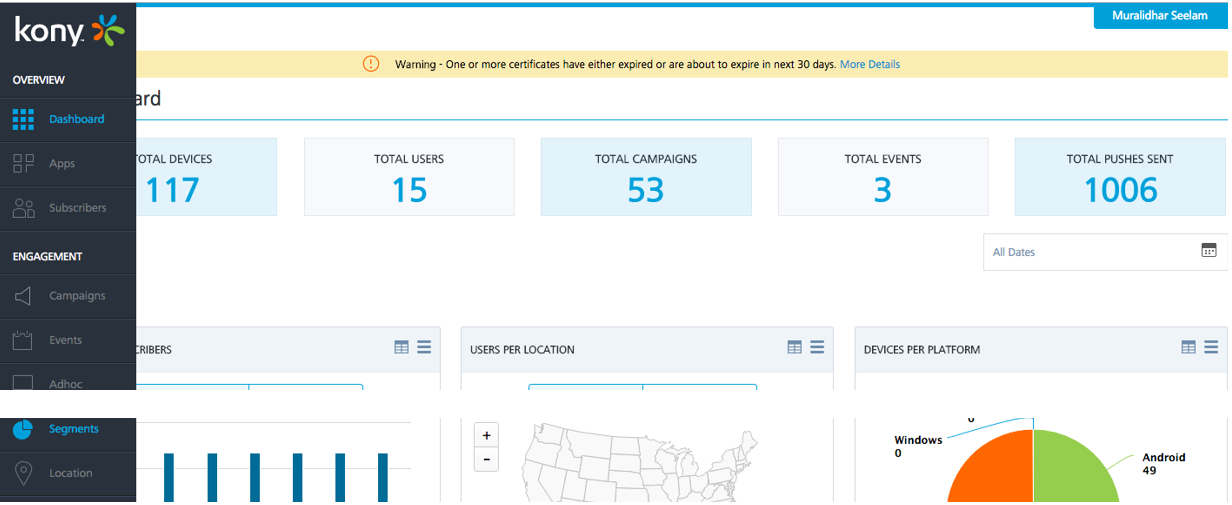 kony
Muralidhar Seelam
Warning - One or more certificates have either expired or are about to expire in next 30 days. More Details
OVERVIEW
ard
Dashboard
Apps
Subscribers
OTAL DEVICES
117
TOTAL USERS
15
TOTAL CAMPAIGNS
53
TOTAL EVENTS
3
TOTAL PUSHES SENT
1006
All Dates
ENGAGEMENT
Campaigns
Events
Adhoc
Segments
Location
CRIBERS
USERS PER LOCATION
+
-
DEVICES PER PLATFORM
0
Windows
0
Android
49